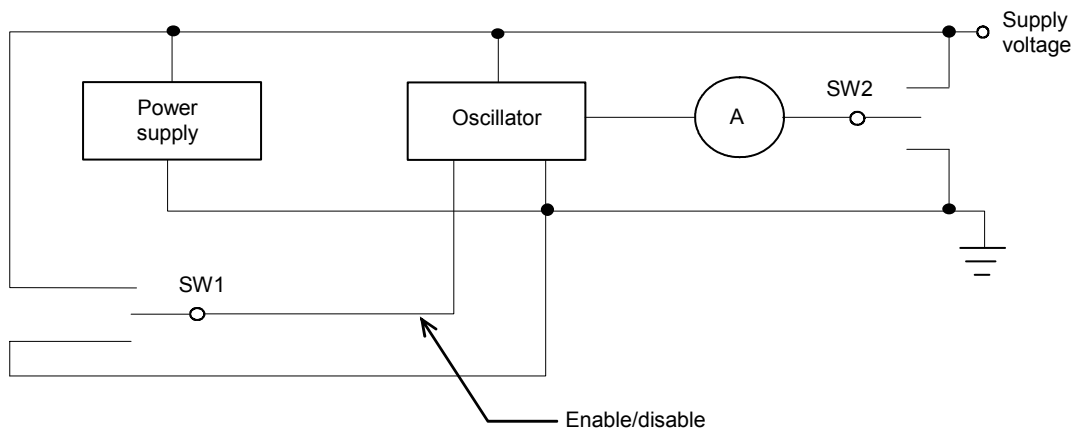 Supply
voltage
Power
supply
Oscillator
A
SW2
SW1
Enable/disable